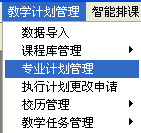 教学计划管理 智能排课
数据导入
课程库管理
专业计划管理
执行计划更改申请
校历管理
教学任务管理